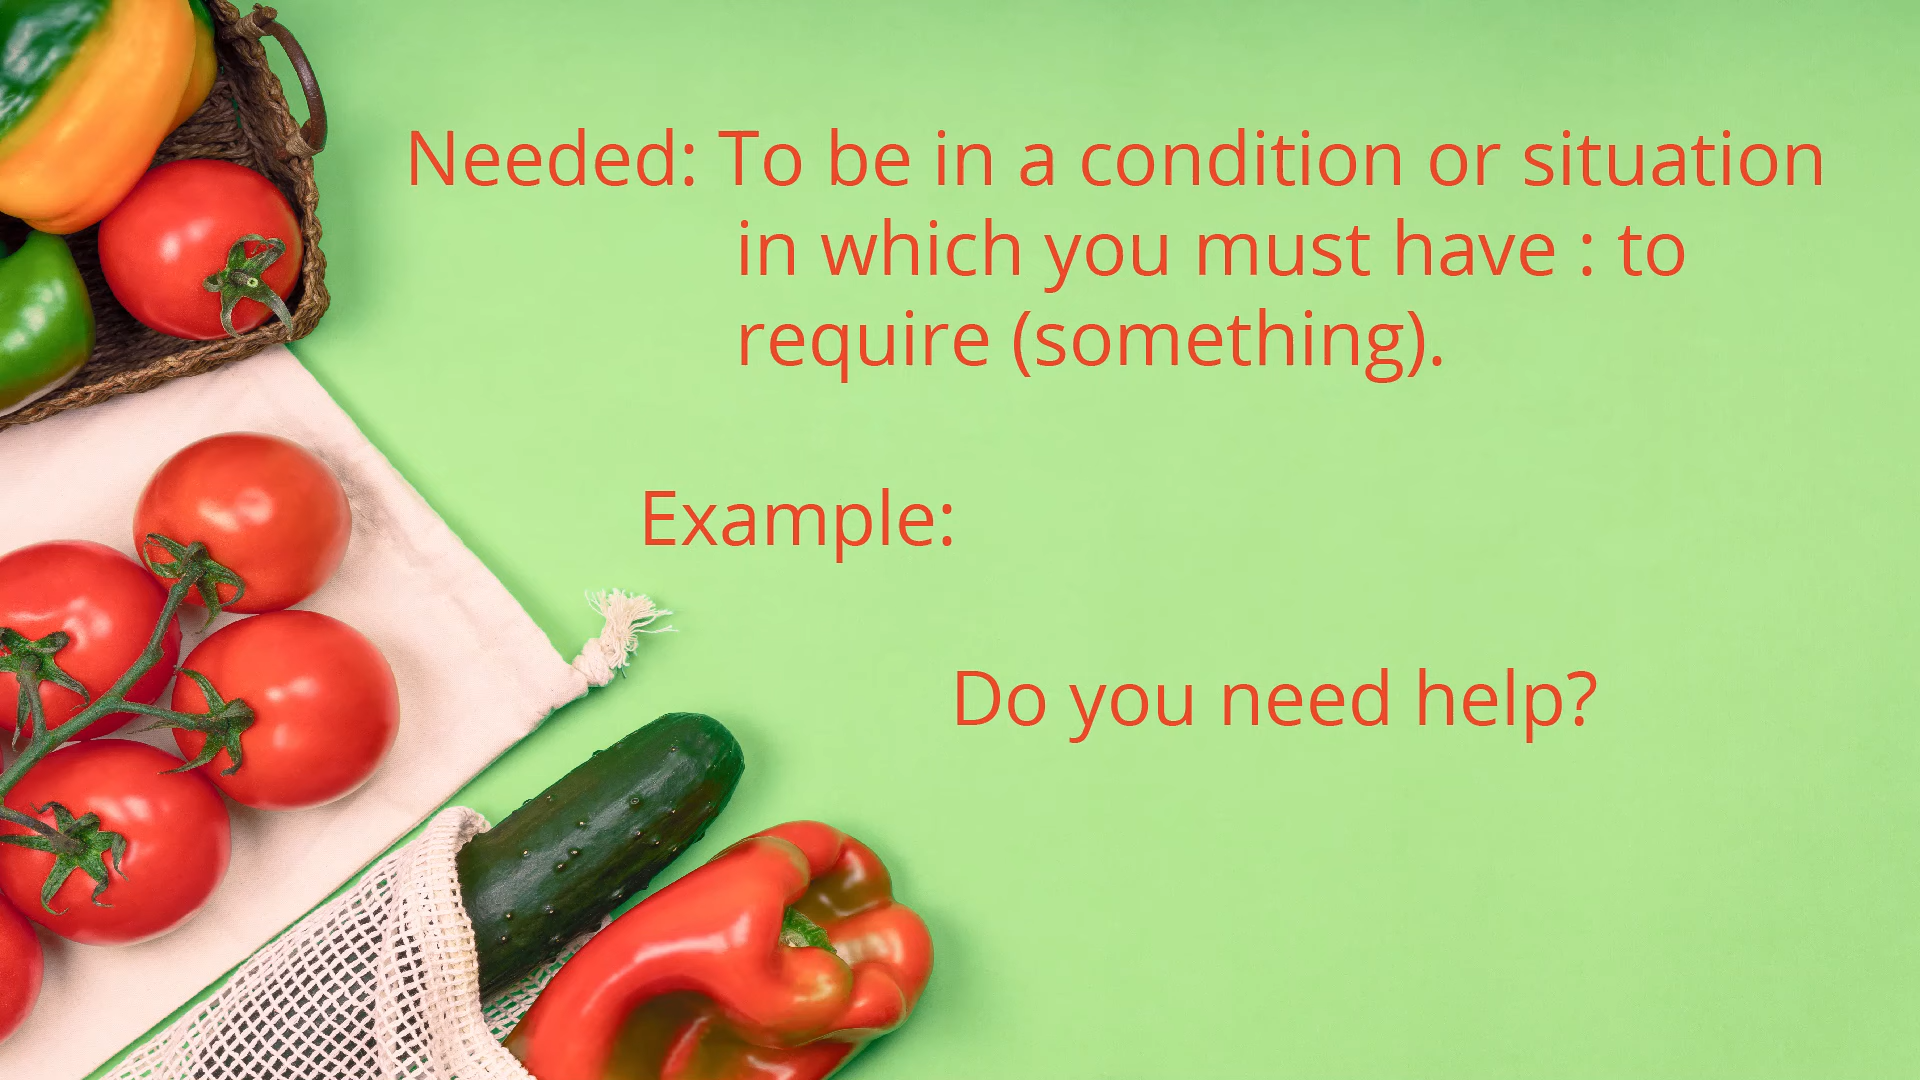 Needed: To be in a condition or situation
in which you must have : to
require (something).
Example:
Do you need help?